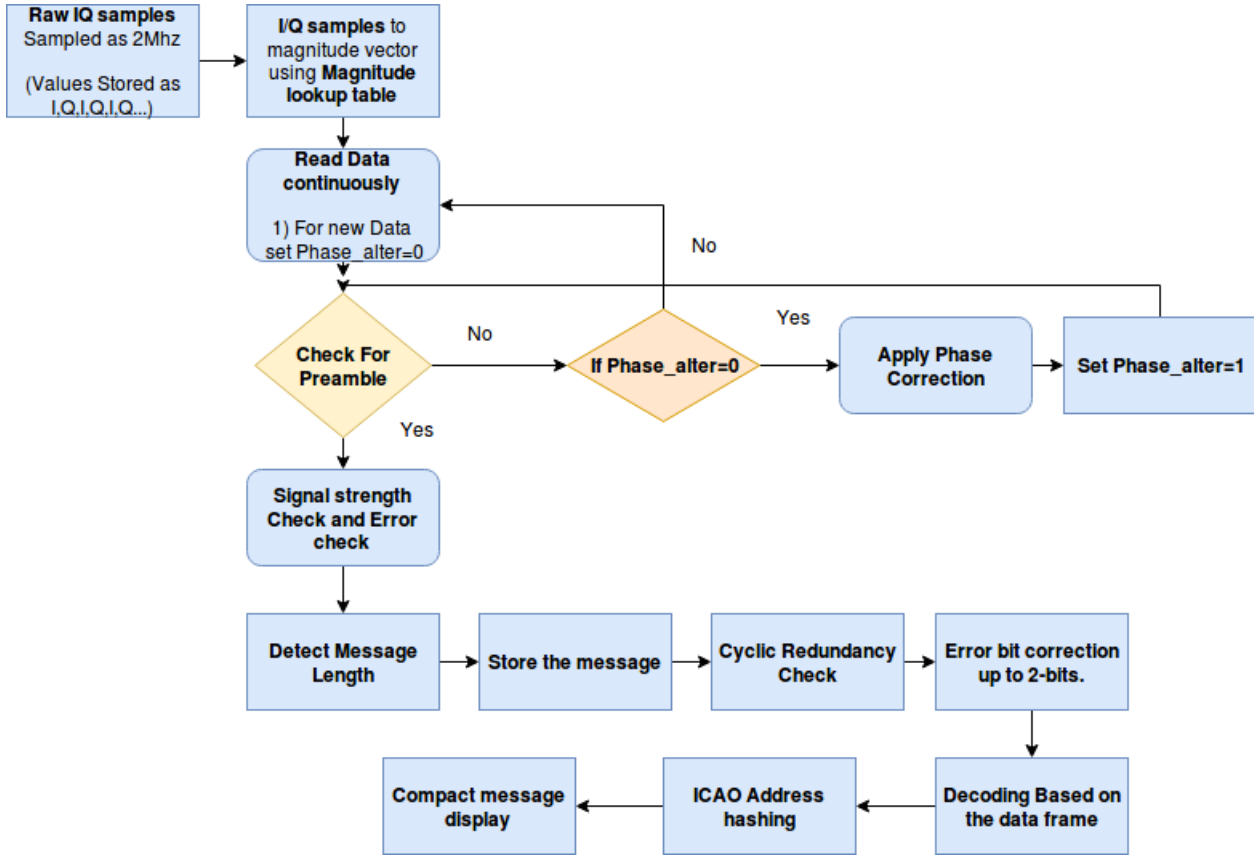 Raw IQ samples
Sampled as 2Mhz
(Values Stored as
I,Q,I,Q,I,Q...)
I/Q samples to
magnitude vector
using Magnitude
lookup table
Read Data
continuously
1) For new Data
set Phase_alter=0
No
Check For
Preamble
No
If Phase_alter=0
Yes
Apply Phase
Correction
Set Phase_alter=1
Yes
Signal strength
Check and Error
check
Detect Message
Length
Store the message
Cyclic Redundancy
Check
Error bit correction
up to 2-bits.
Compact message
display
ICAO Address
hashing
Decoding Based on
the data frame